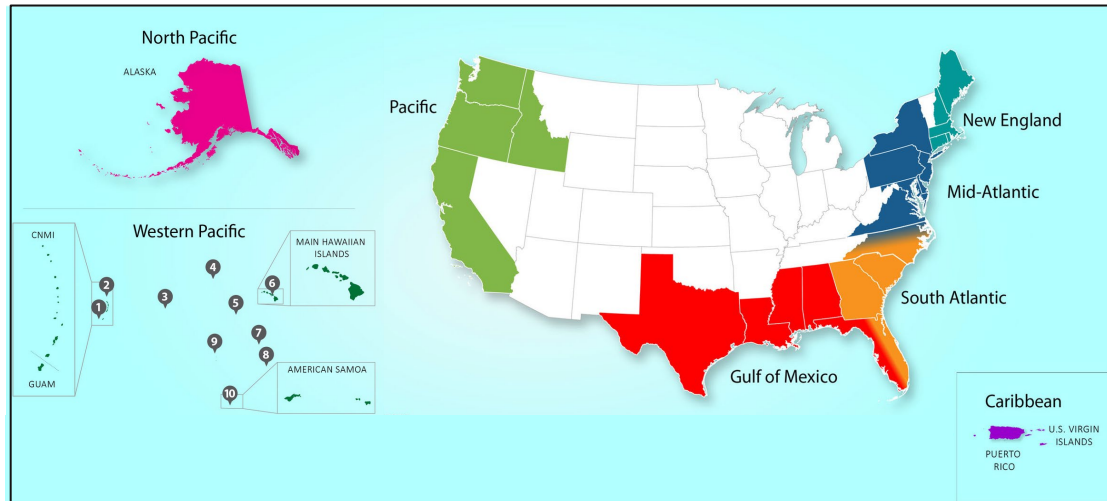 North Pacific
ALASKA
Pacific
New England
Mid-Atlantic
South Atlantic
Gulf of Mexico
Western Pacific
CNMI
GUAM
MAIN HAWAIIAN
ISLANDS
1
2
3
4
5
6
7
8
9
10
AMERICAN SAMOA
Caribbean
PUERTO
RICO
U.S. VIRGIN
ISLANDS